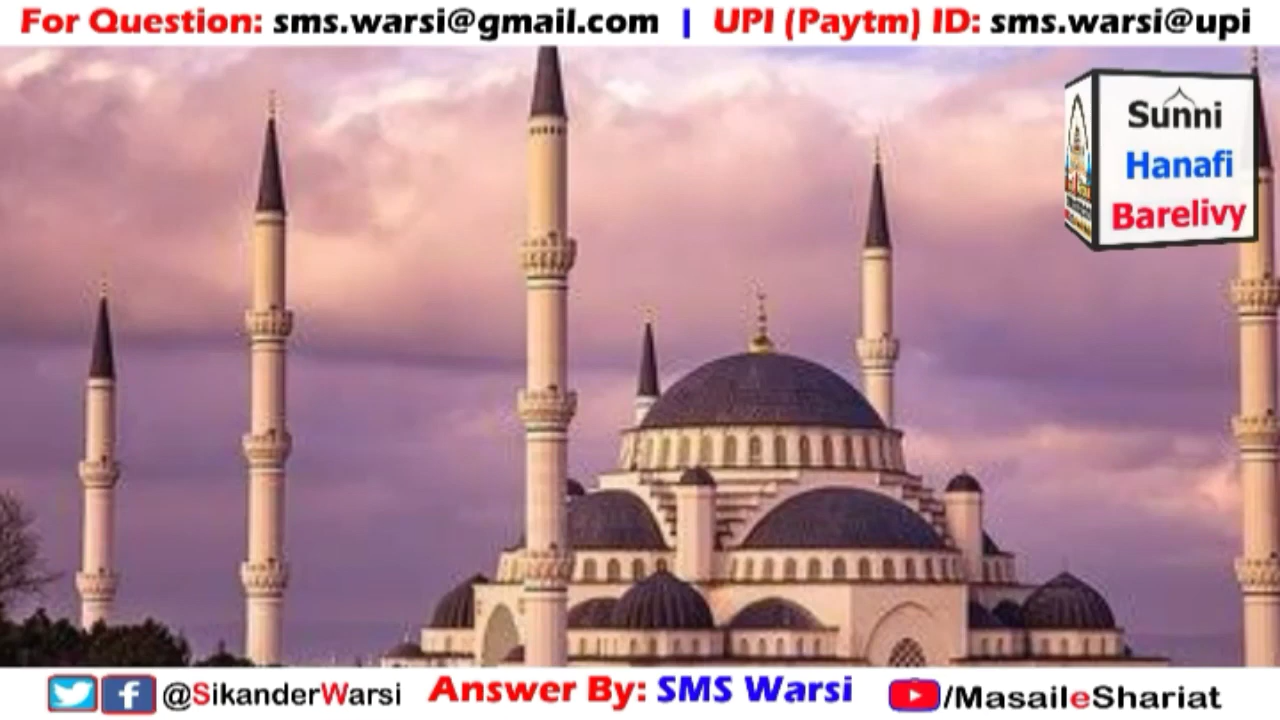 For Question: sms.warsi@gmail.com | UPI (Paytm) ID: sms.warsi@upi
Sunni
Hanafi
Barelivy
@SikanderWarsi Answer By: SMS Warsi /MasaileShariat